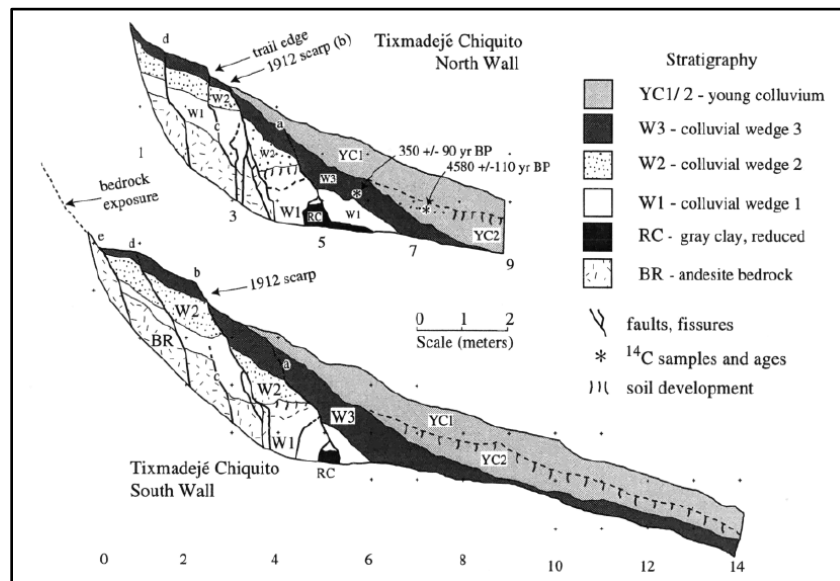 Tixmadejé Chiquito
North Wall
d
trail edge
1912 scarp (b)
W2
W1
c
a
W2
YC1
350 +/- 90 yr BP
4580 +/-110 yr BP
W3
*
*
1
3
W1
RC
W1
5
7
YC2
9
bedrock
exposure
e
d
b
1912 scarp
W2
BR
c
a
W2
W1
W3
RC
YC1
YC2
0 1 2
Scale (meters)
Tixmadejé Chiquito
South Wall
0 2 4 6 8 10 12 14
Stratigraphy
YC1/ 2 - young colluvium
W3 - colluvial wedge 3
W2 - colluvial wedge 2
W1 - colluvial wedge 1
RC - gray clay, reduced
BR - andesite bedrock
faults, fissures
* 14C samples and ages
soil development